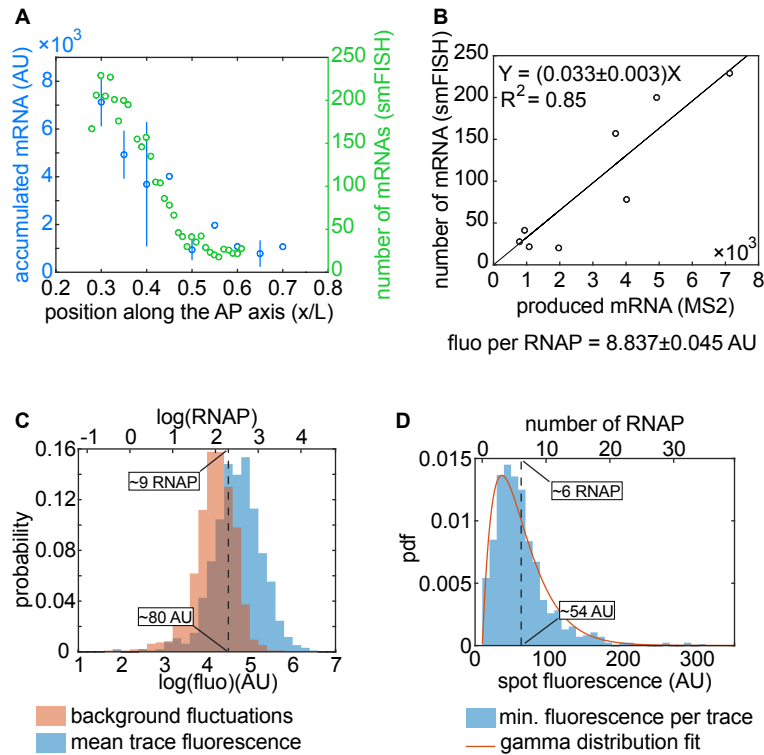 A
×10³
accumulated mRNA (AU)
8
6
4
2
0
250
200
150
100
50
0
number of mRNAs (smFISH)
0.2 0.3 0.4 0.5 0.6 0.7 0.8
position along the AP axis (x/L)
B
number of mRNA (smFISH)
250
200
150
100
50
0
Y = (0.033±0.003)X
R² = 0.85
×10³
0 1 2 3 4 5 6 7 8
produced mRNA (MS2)
fluo per RNAP = 8.837±0.045 AU
C
log(RNAP)
-1 0 1 2 3 4
probability
0.16
0.12
0.08
0.04
0
~9 RNAP
~80 AU
1 2 3 4 5 6 7
log(fluo)(AU)
background fluctuations
mean trace fluorescence
D
number of RNAP
0 10 20 30
pdf
0.015
0.01
0.005
0
~6 RNAP
~54 AU
0 100 200 300
spot fluorescence (AU)
min. fluorescence per trace
gamma distribution fit